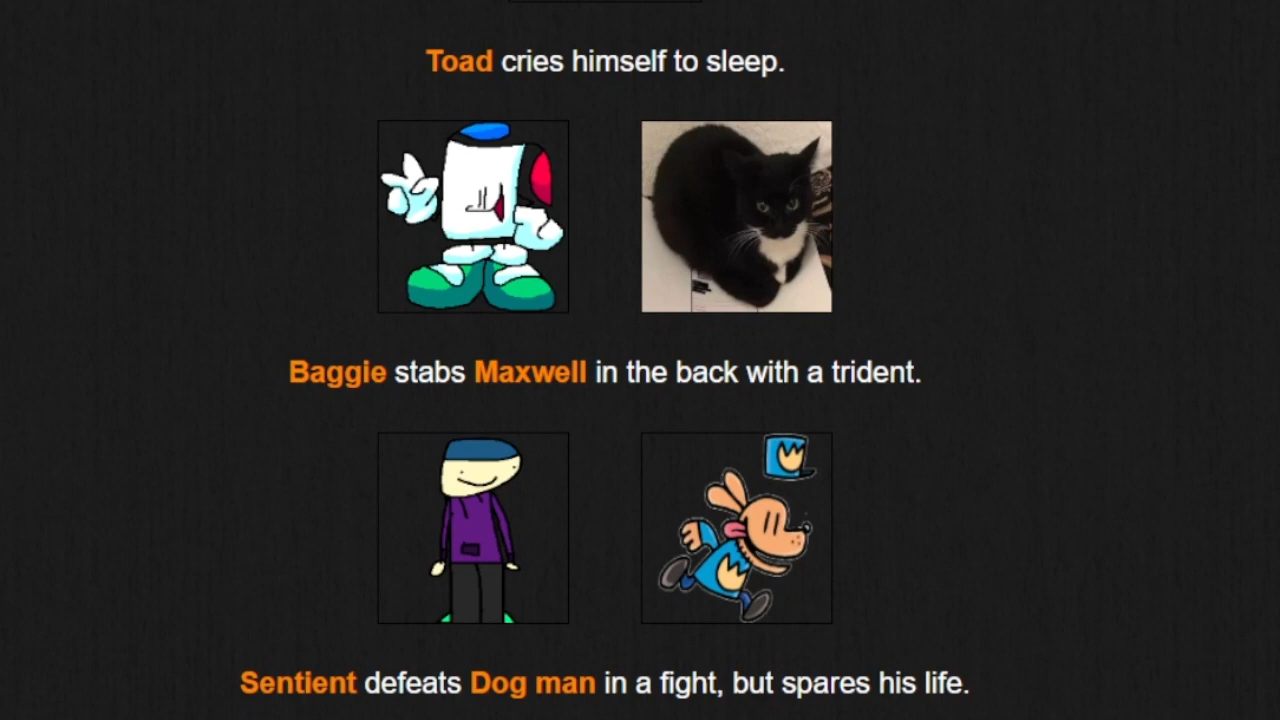 Toad cries himself to sleep.
Baggie stabs Maxwell in the back with a trident.
Sentient defeats Dog man in a fight, but spares his life.